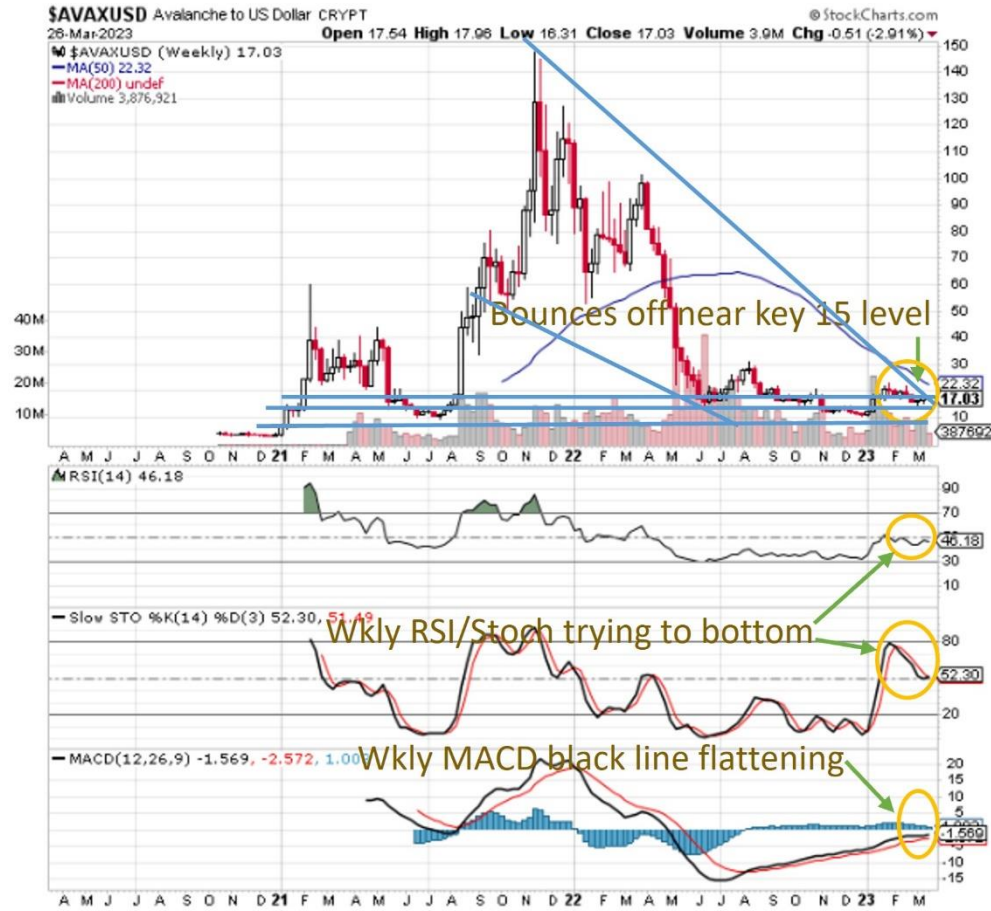 $AVAXUSD Avalanche to US Dollar CRYPT
© StockCharts.com
26-Mar-2023
Open 17.54 High 17.96 Low 16.31 Close 17.03 Volume 3.9M Chg -0.51 (-2.91%)
$AVAXUSD (Weekly) 17.03
MA(50) 22.32
MA(200) undef
Volume 3,876,921
150
140
130
120
110
100
90
80
70
60
50
Bounces off near key 15 level
40M
40
30M
30
20M
22.32
17.03
10M
10
387692
A M J J A S O N D 21 F M A M J J A S O N D 22 F M A M J J A S O N D 23 F M
RSI(14) 46.18
90
70
50
46.18
30
10
Slow STO %K(14) %D(3) 52.30, 51.49
Wkly RSI/Stoch trying to bottom
80
52.30
20
MACD(12,26,9) -1.569, -2.572, 1.003
Wkly MACD black line flattening
20
15
10
5
-1.569
-10
-15
A M J J A S O N D 21 F M A M J J A S O N D 22 F M A M J J A S O N D 23 F M